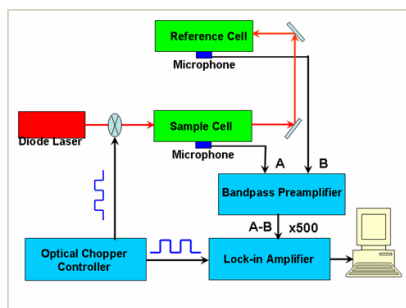 Reference Cell
Microphone
Sample Cell
Diode Laser
Microphone
A
B
Bandpass Preamplifier
A-B
x500
Optical Chopper
Controller
Lock-in Amplifier